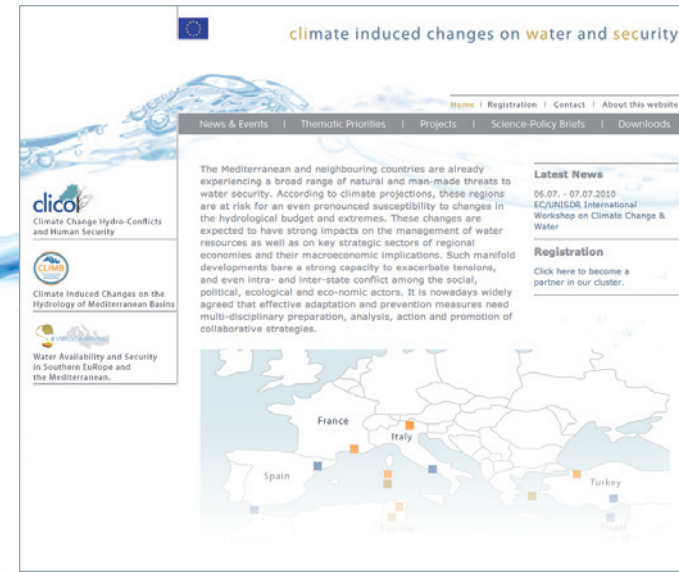 climate induced changes on water and security
Home | Registration | Contact | About this website
News & Events | Thematic Priorities | Projects | Science-Policy Briefs | Downloads
clico
Climate Change Hydro-Conflicts
and Human Security
CLIMB
Climate Induced Changes on the
Hydrology of Mediterranean Basins
Water Availability and Security
in Southern EuRope and
the Mediterranean.
The Mediterranean and neighbouring countries are already
experiencing a broad range of natural and man-made threats to
water security. According to climate projections, these regions
are at risk for an even pronounced susceptibility to changes in
the hydrological budget and extremes. These changes are
expected to have strong impacts on the management of water
resources as well as on key strategic sectors of regional
economies and their macroeconomic implications. Such manifold
developments bare a strong capacity to exacerbate tensions,
and even intra- and inter-state conflict among the social,
political, ecological and eco-nomic actors. It is nowadays widely
agreed that effective adaptation and prevention measures need
multi-disciplinary preparation, analysis, action and promotion of
collaborative strategies.
Latest News
06.07. - 07.07.2010
EC/UNISDR International
Workshop on Climate Change &
Water
Registration
Click here to become a
partner in our cluster.
France
Italy
Spain
Turkey
Tunisia
Israel